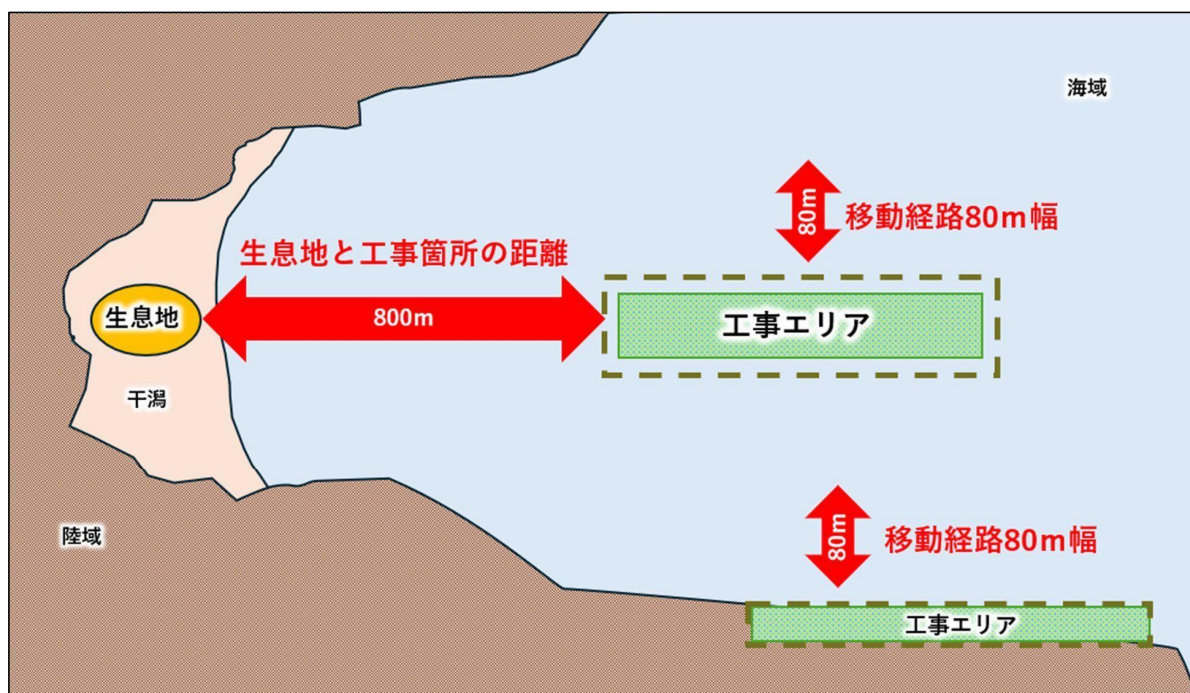 海域
80m
移動経路80m幅
生息地と工事箇所の距離
生息地
800m
工事エリア
干潟
陸域
80m
移動経路80m幅
工事エリア